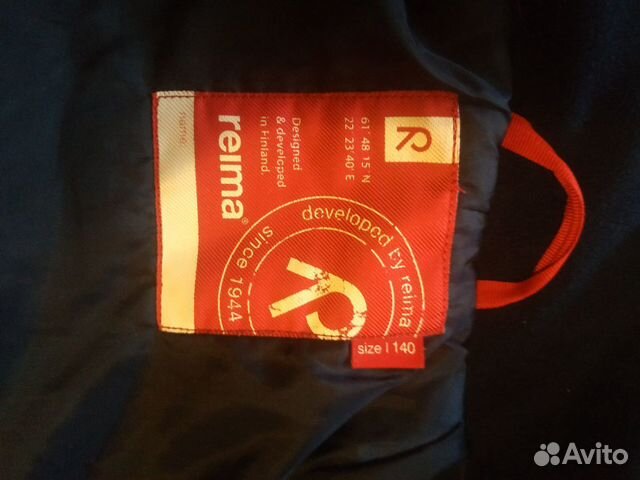 name
reima®
Designed
& developed
in Finland.
R
61 48 15 N
22 23'40" E
developed by reima
since 1944
size | 140
Avito